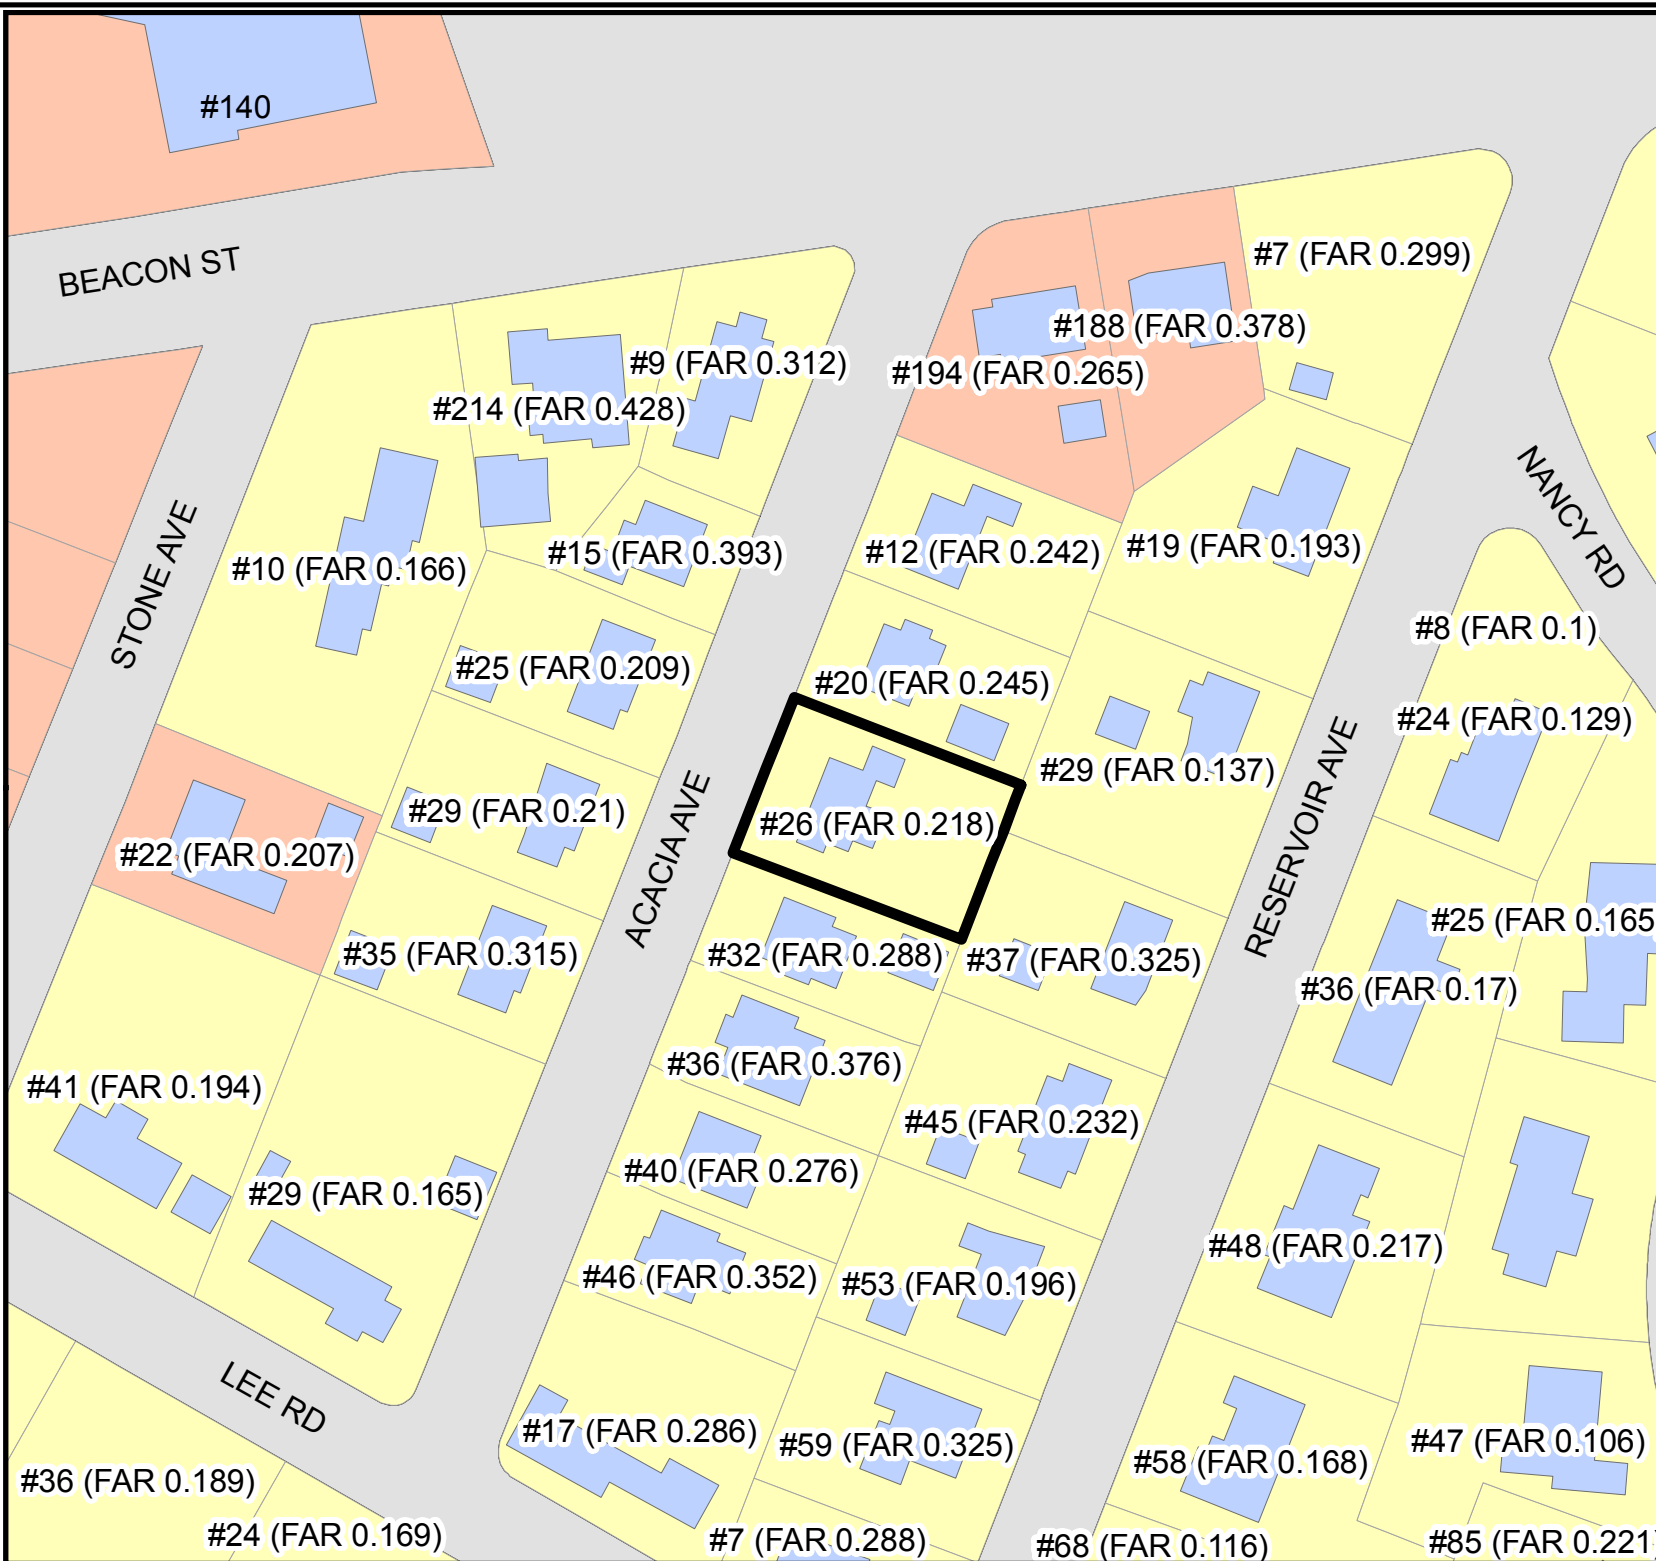 #140
BEACON ST
#7 (FAR 0.299)
#188 (FAR 0.378)
#9 (FAR 0.312)
#194 (FAR 0.265)
#214 (FAR 0.428)
NANCY RD
#15 (FAR 0.393)
#12 (FAR 0.242)
#19 (FAR 0.193)
#10 (FAR 0.166)
STONE AVE
#8 (FAR 0.1)
#25 (FAR 0.209)
#20 (FAR 0.245)
#24 (FAR 0.129)
#29 (FAR 0.137)
#29 (FAR 0.21)
#26 (FAR 0.218)
RESERVOIR AVE
#22 (FAR 0.207)
ACACIA AVE
#25 (FAR 0.165
#35 (FAR 0.315)
#32 (FAR 0.288)
#37 (FAR 0.325)
#36 (FAR 0.17)
#36 (FAR 0.376)
#41 (FAR 0.194)
#45 (FAR 0.232)
#40 (FAR 0.276)
#29 (FAR 0.165)
#48 (FAR 0.217)
#46 (FAR 0.352)
#53 (FAR 0.196)
LEE RD
#17 (FAR 0.286)
#59 (FAR 0.325)
#47 (FAR 0.106)
#58 (FAR 0.168)
#36 (FAR 0.189)
#24 (FAR 0.169)
#7 (FAR 0.288)
#68 (FAR 0.116)
#85 (FAR 0.221)